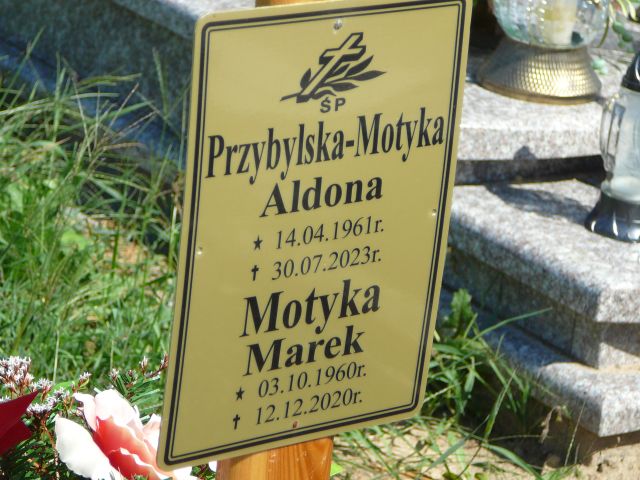 ŚP
Przybylska-Motyka
Aldona
★ 14.04.1961r.
✝ 30.07.2023r.
Motyka
Marek
★ 03.10.1960r.
✝ 12.12.2020r.